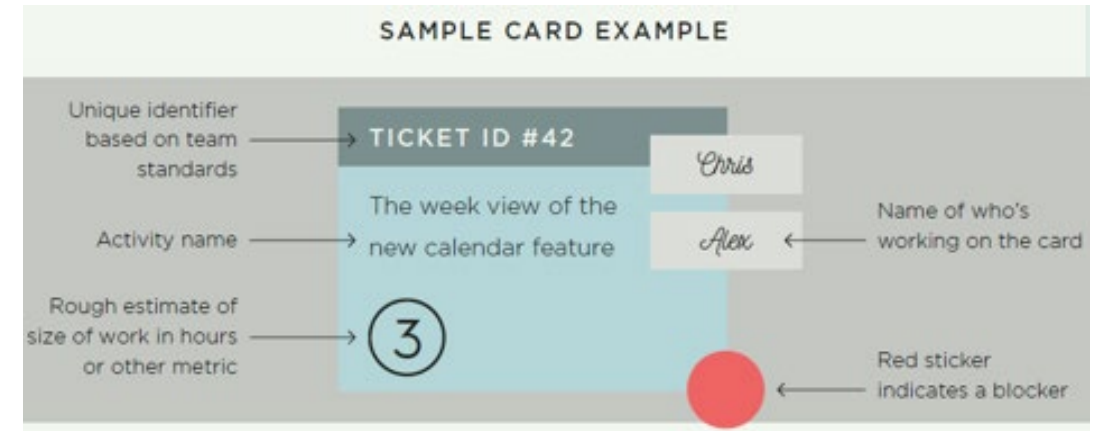 SAMPLE CARD EXAMPLE
Unique identifier
based on team
standards
TICKET ID #42
Chris
The week view of the
new calendar feature
Activity name
Alex
Name of who's
working on the card
Rough estimate of
size of work in hours
or other metric
3
Red sticker
indicates a blocker